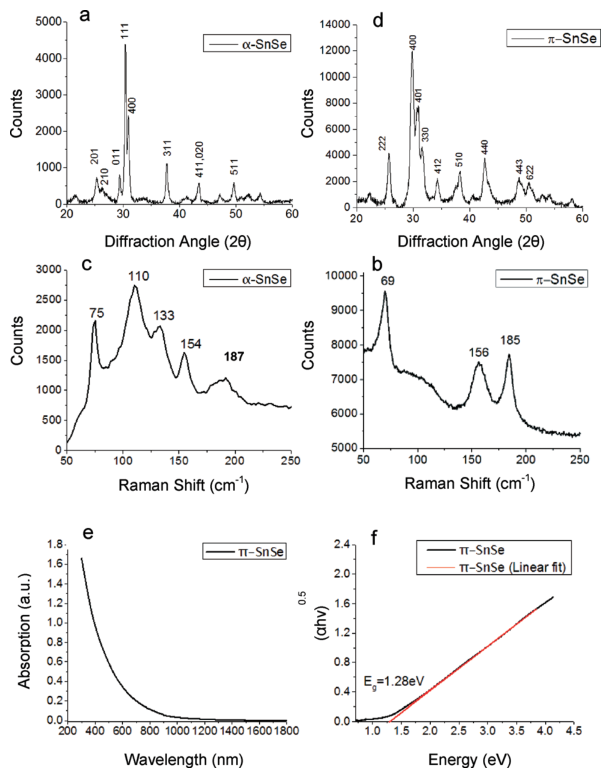 a
α-SnSe
5000
4000
3000
2000
1000
0
Counts
111
400
201
210
011
311
411,020
511
20 30 40 50 60
Diffraction Angle (2θ)
d
π-SnSe
14000
12000
10000
8000
6000
4000
2000
0
Counts
400
401
330
222
412
510
440
443
622
20 30 40 50 60
Diffraction Angle (2θ)
c
α-SnSe
3000
2500
2000
1500
1000
500
0
Counts
75
110
133
154
187
50 100 150 200 250
Raman Shift (cm-1)
b
π-SnSe
10000
9000
8000
7000
6000
5000
Counts
69
156
185
50 100 150 200 250
Raman Shift (cm-1)
e
π-SnSe
1.8
1.6
1.4
1.2
1.0
0.8
0.6
0.4
0.2
0.0
Absorption (a.u.)
200 400 600 800 1000 1200 1400 1600 1800
Wavelength (nm)
f
π-SnSe
π-SnSe (Linear fit)
2.4
2.0
1.6
1.2
0.8
0.4
0.0
(αhv)0.5
Eg=1.28eV
1.0 1.5 2.0 2.5 3.0 3.5 4.0 4.5
Energy (eV)